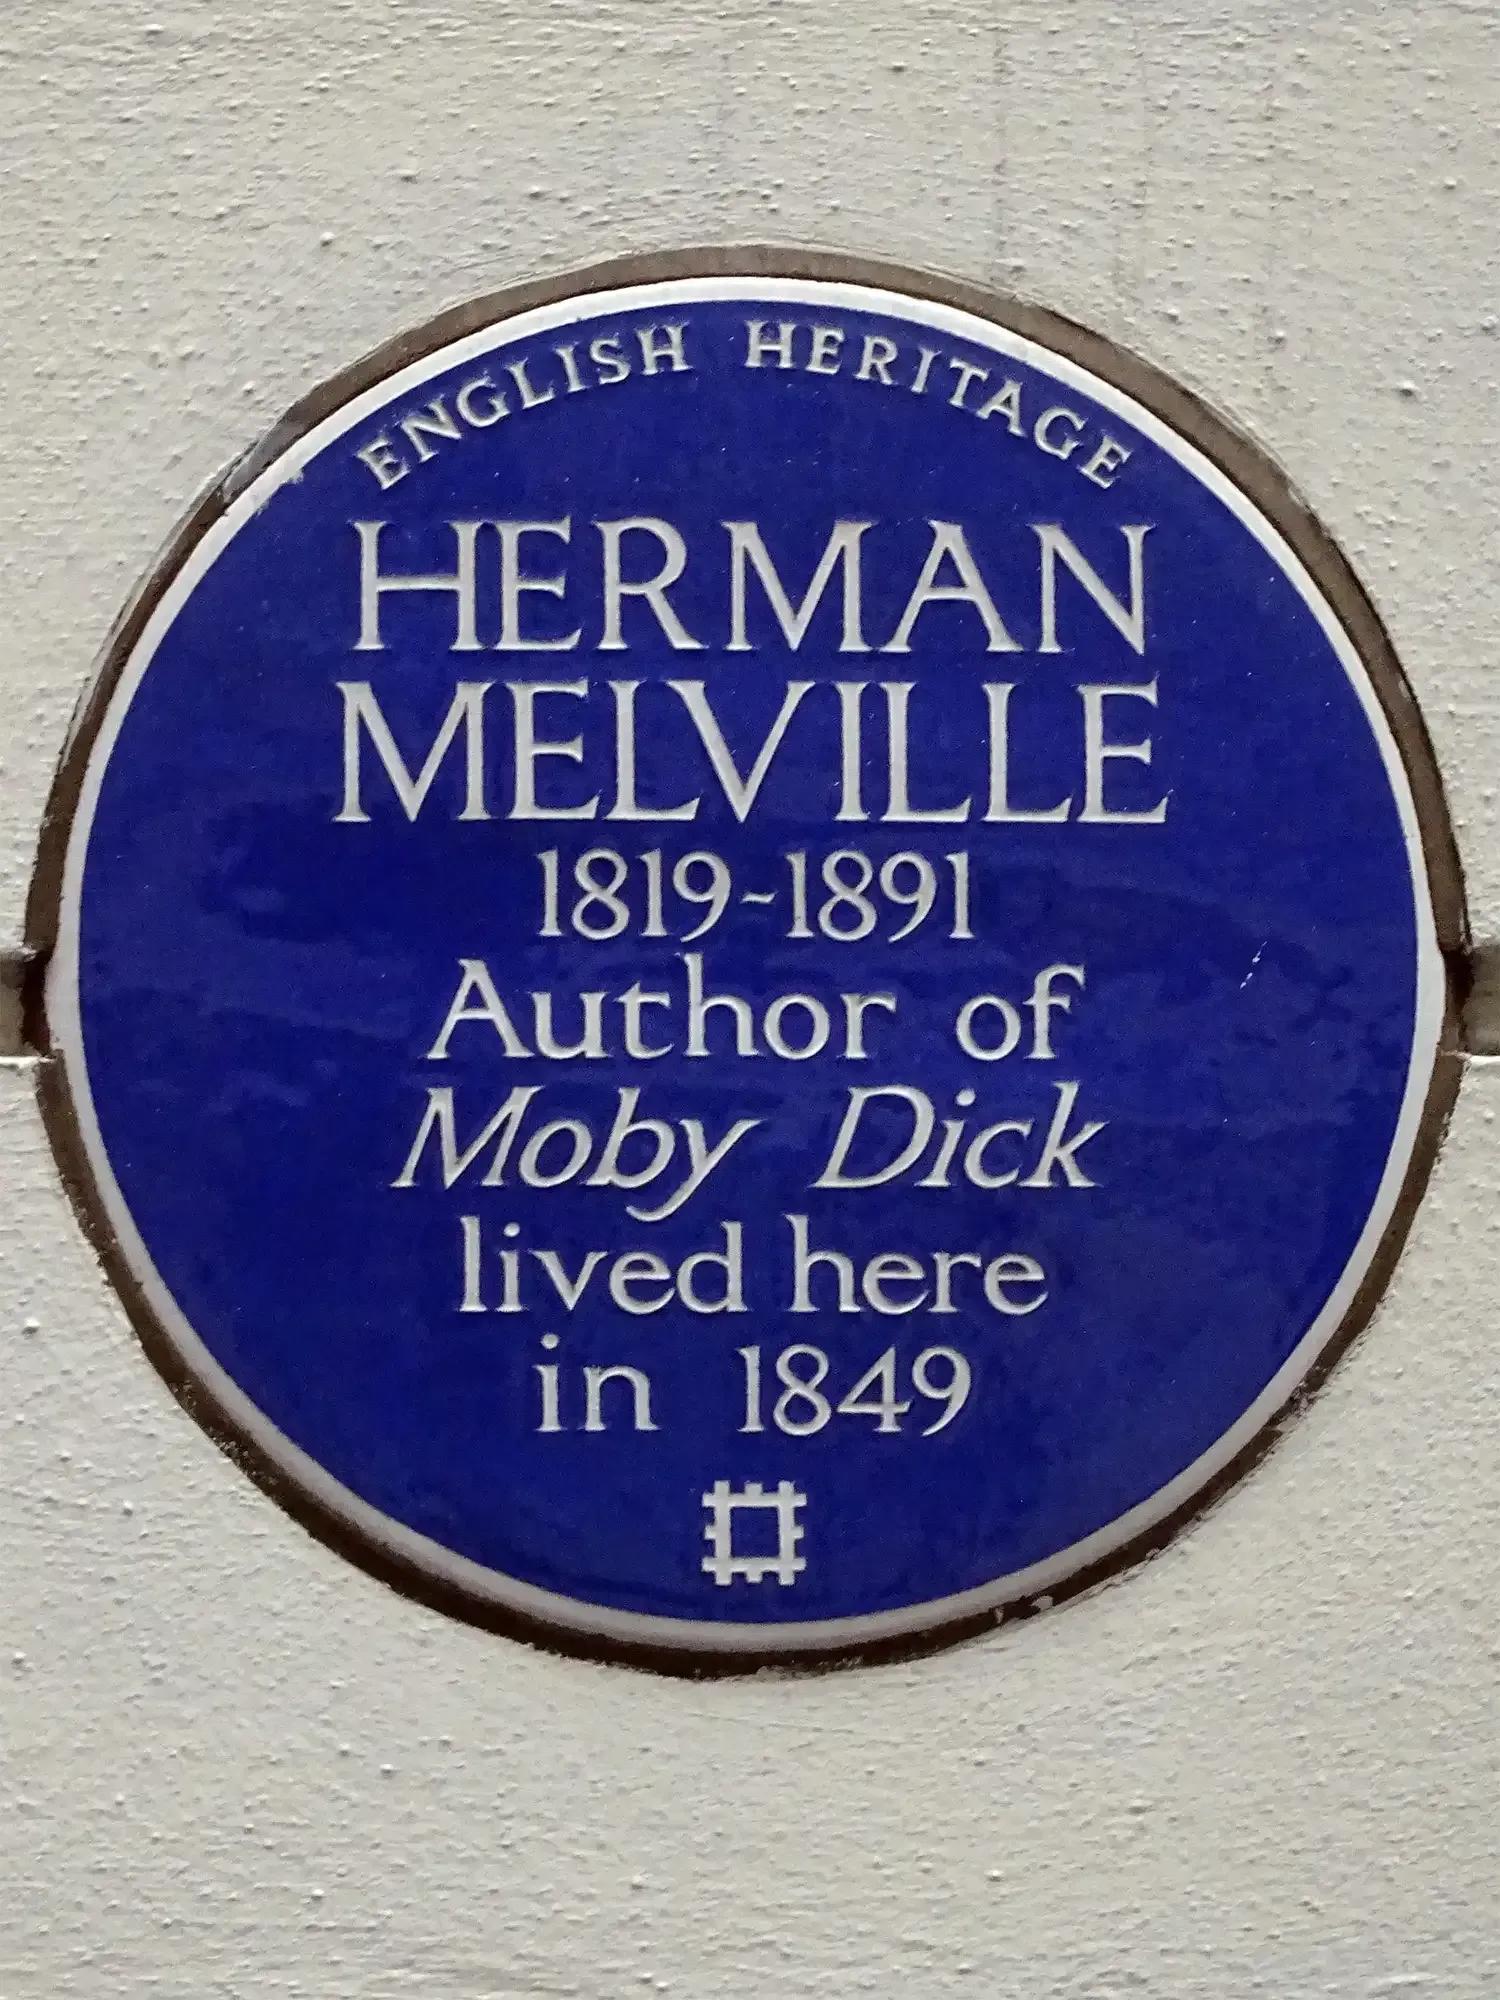 ENGLISH HERITAGE
HERMAN
MELVILLE
1819-1891
Author of
Moby Dick
lived here
in 1849